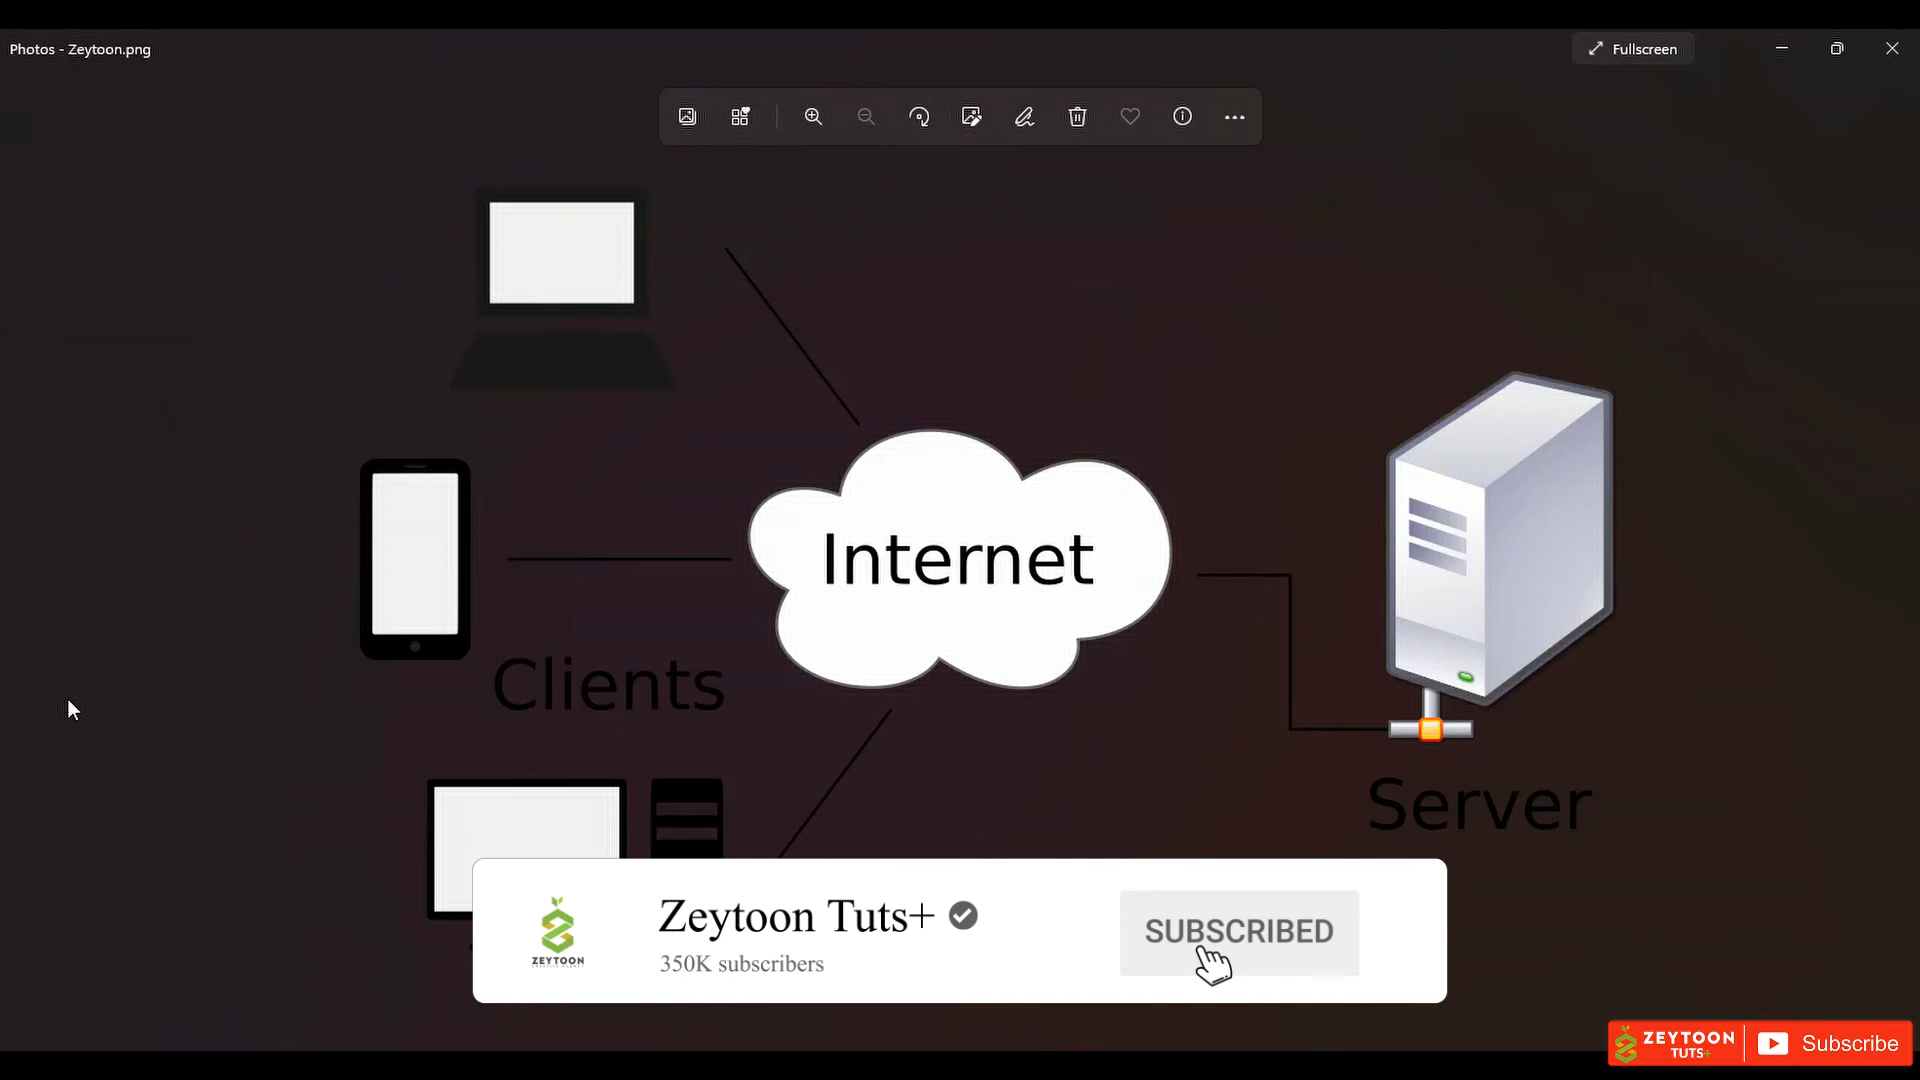 Photos - Zeytoon.png
Fullscreen
Internet
Clients
Server
Zeytoon Tuts+
350K subscribers
SUBSCRIBED
ZEYTOON
ZEYTOON
TUTS+
Subscribe